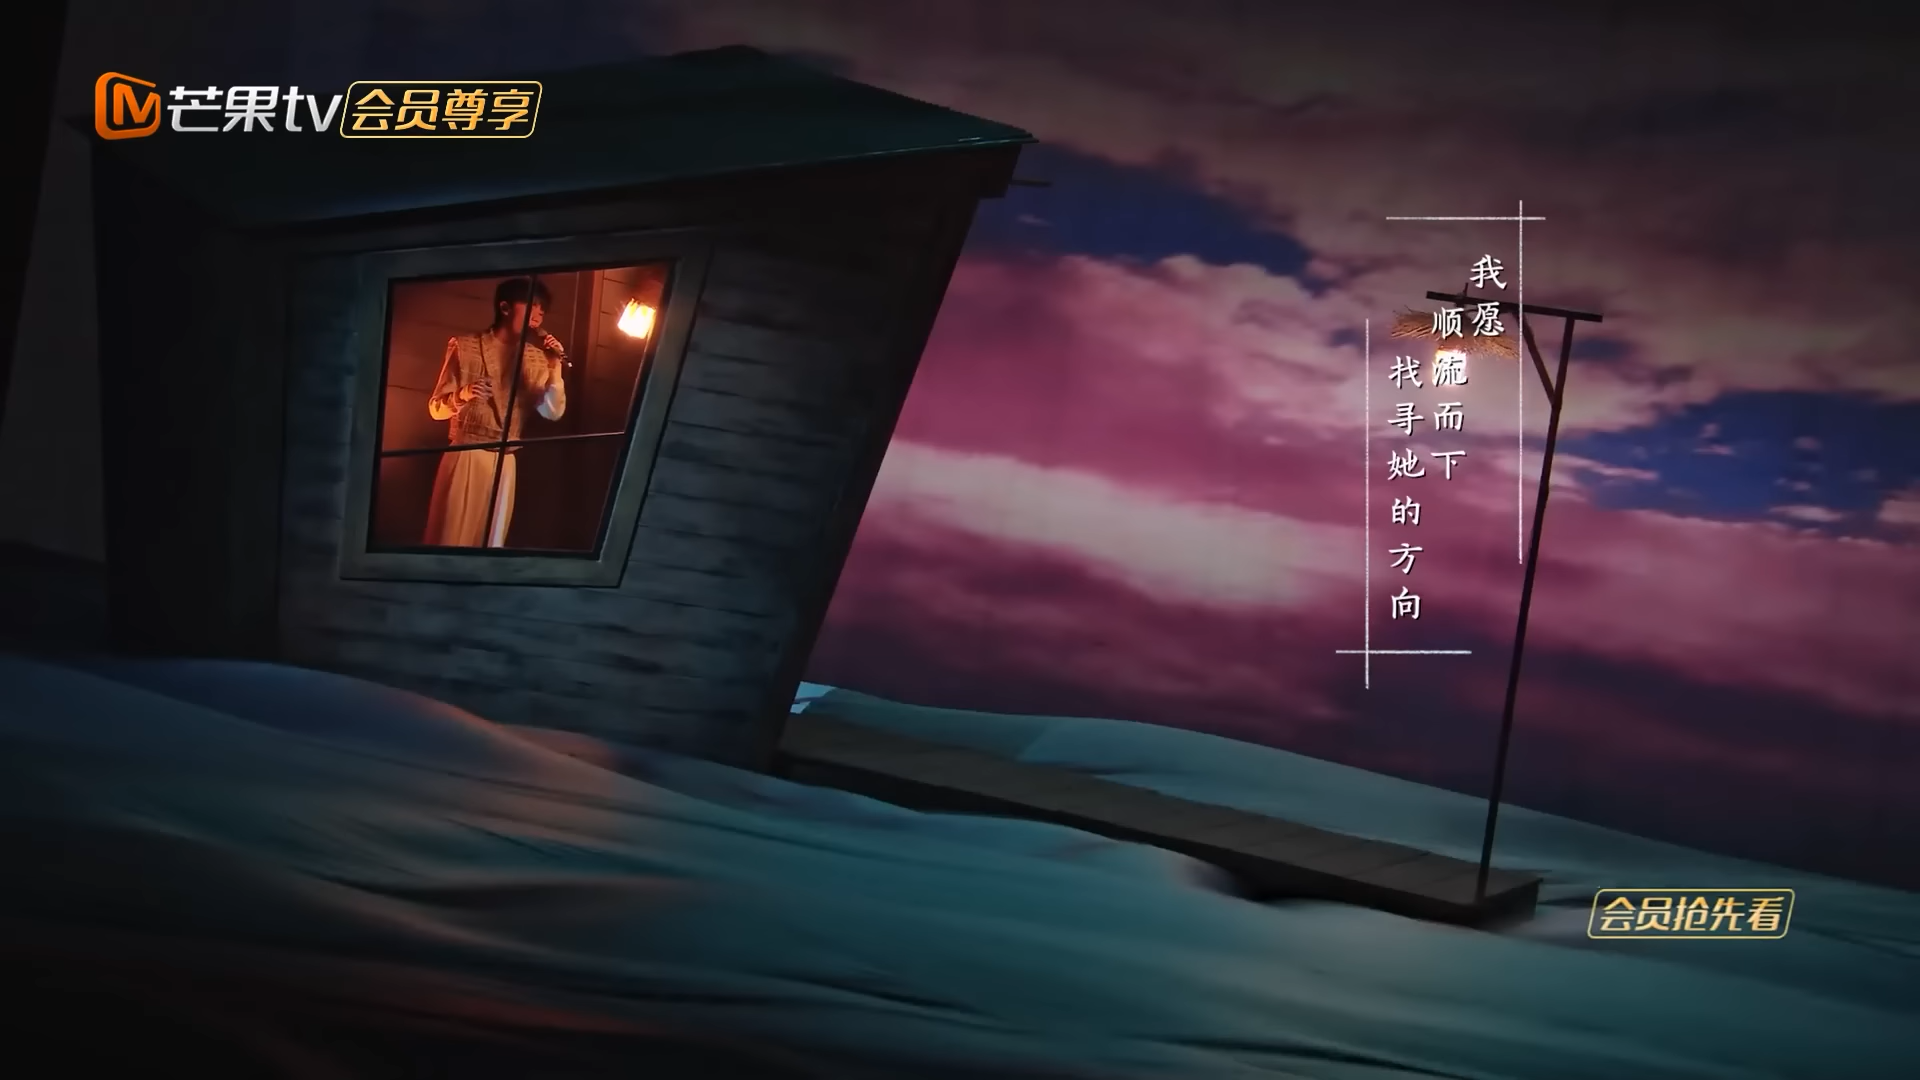 芒果tv会员尊享
我愿
顺流而下
找寻她的方向
会员抢先看